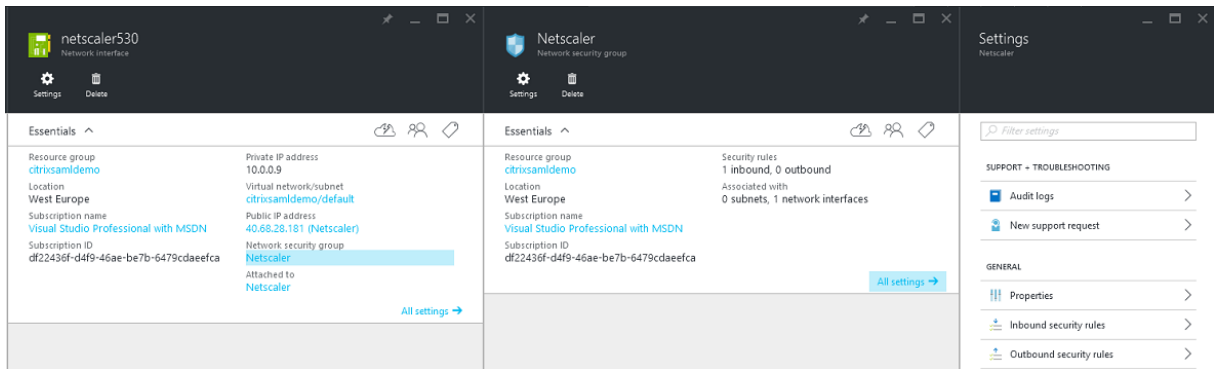 netscaler530
Network interface
Settings
Delete
Essentials
Resource group
citrixsamldemo
Location
West Europe
Subscription name
Visual Studio Professional with MSDN
Subscription ID
df22436f-d4f9-46ae-be7b-6479cdaeefca
Private IP address
10.0.0.9
Virtual network/subnet
citrixsamldemo/default
Public IP address
40.68.28.181 (Netscaler)
Network security group
Netscaler
Attached to
Netscaler
All settings
Netscaler
Network security group
Settings
Delete
Essentials
Resource group
citrixsamldemo
Location
West Europe
Subscription name
Visual Studio Professional with MSDN
Subscription ID
df22436f-d4f9-46ae-be7b-6479cdaeefca
Security rules
1 inbound, 0 outbound
Associated with
0 subnets, 1 network interfaces
All settings
Settings
Netscaler
Filter settings
SUPPORT + TROUBLESHOOTING
Audit logs
New support request
GENERAL
Properties
Inbound security rules
Outbound security rules